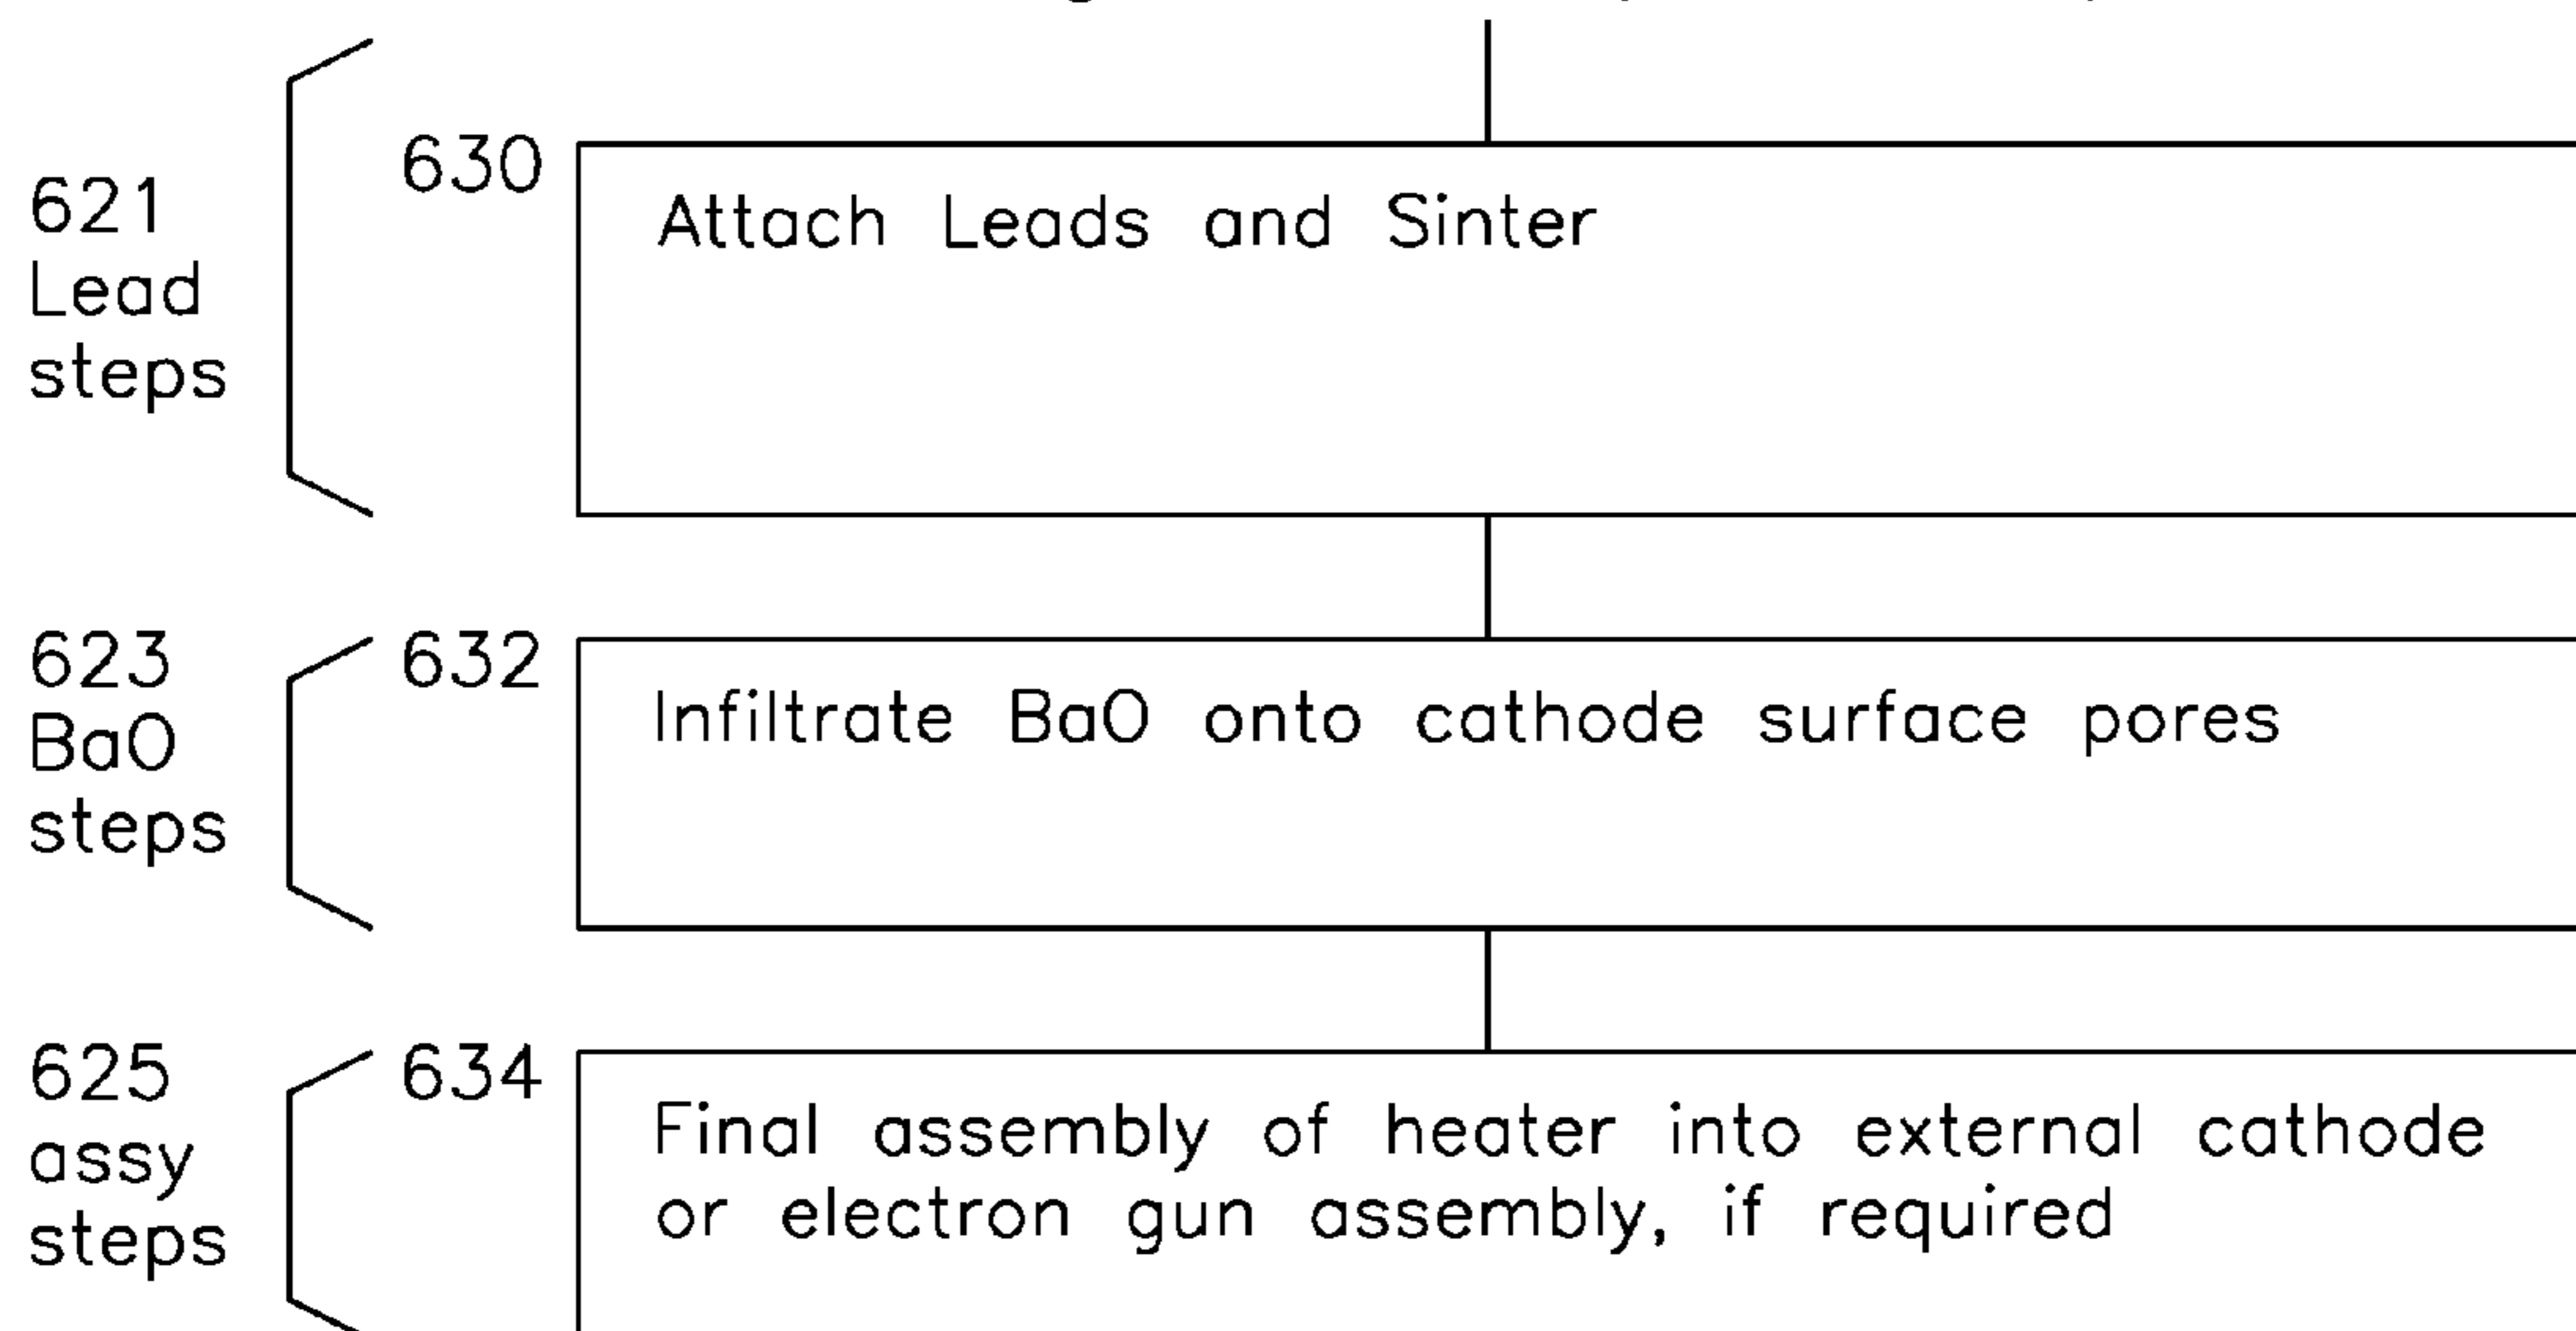 630
Attach Leads and Sinter
621
Lead
steps
623
BaO
steps
632
Infiltrate BaO onto cathode surface pores
625
assy
steps
634
Final assembly of heater into external cathode
or electron gun assembly, if required